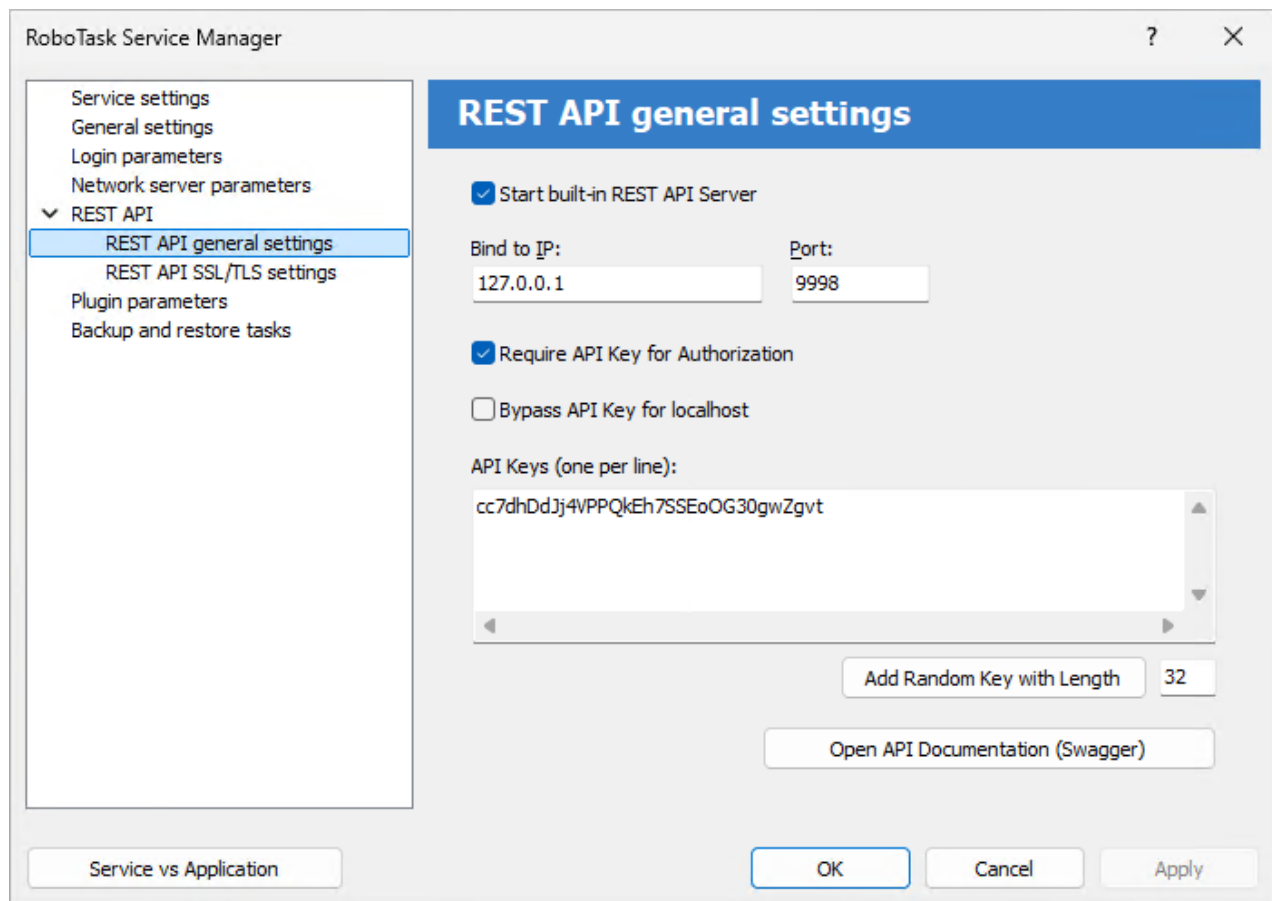 RoboTask Service Manager
?
Service settings
General settings
Login parameters
Network server parameters
REST API
REST API general settings
REST API SSL/TLS settings
Plugin parameters
Backup and restore tasks
REST API general settings
Start built-in REST API Server
Bind to IP: Port:
127.0.0.1 9998
Require API Key for Authorization
Bypass API Key for localhost
API Keys (one per line):
cc7dhDdJj4VPPQkEh7SSEoOG30gwZgvt
Add Random Key with Length 32
Open API Documentation (Swagger)
Service vs Application OK Cancel Apply